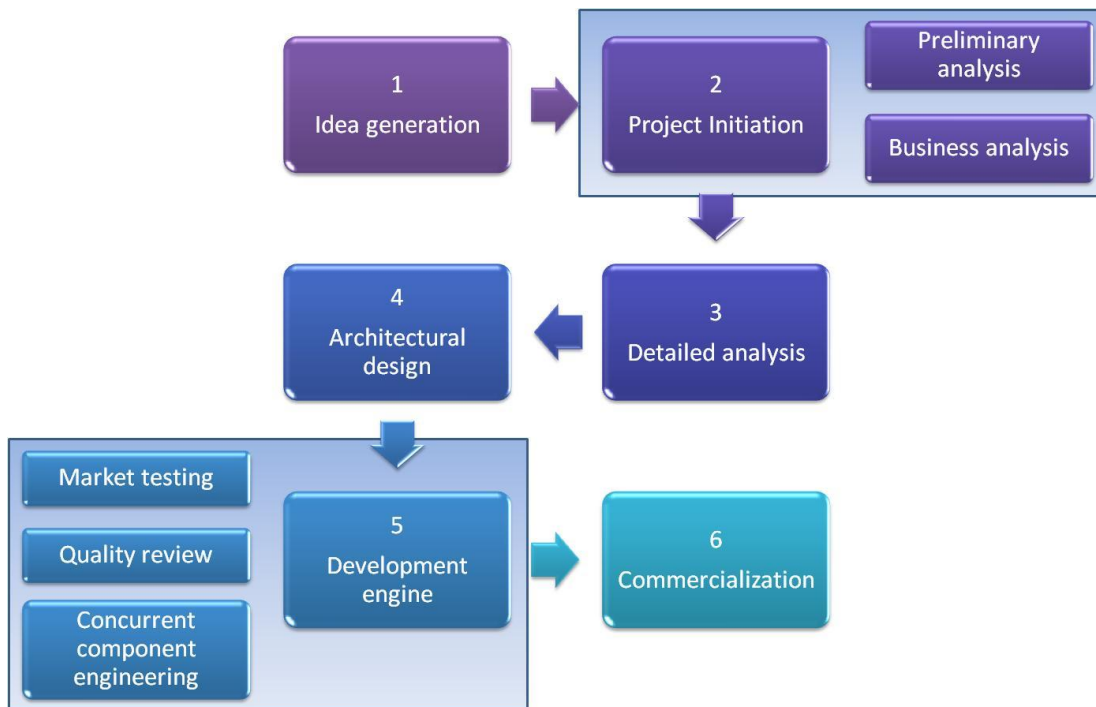 1
Idea generation
2
Project Initiation
Preliminary
analysis
Business analysis
3
Detailed analysis
4
Architectural
design
5
Development
engine
Market testing
Quality review
Concurrent
component
engineering
6
Commercialization